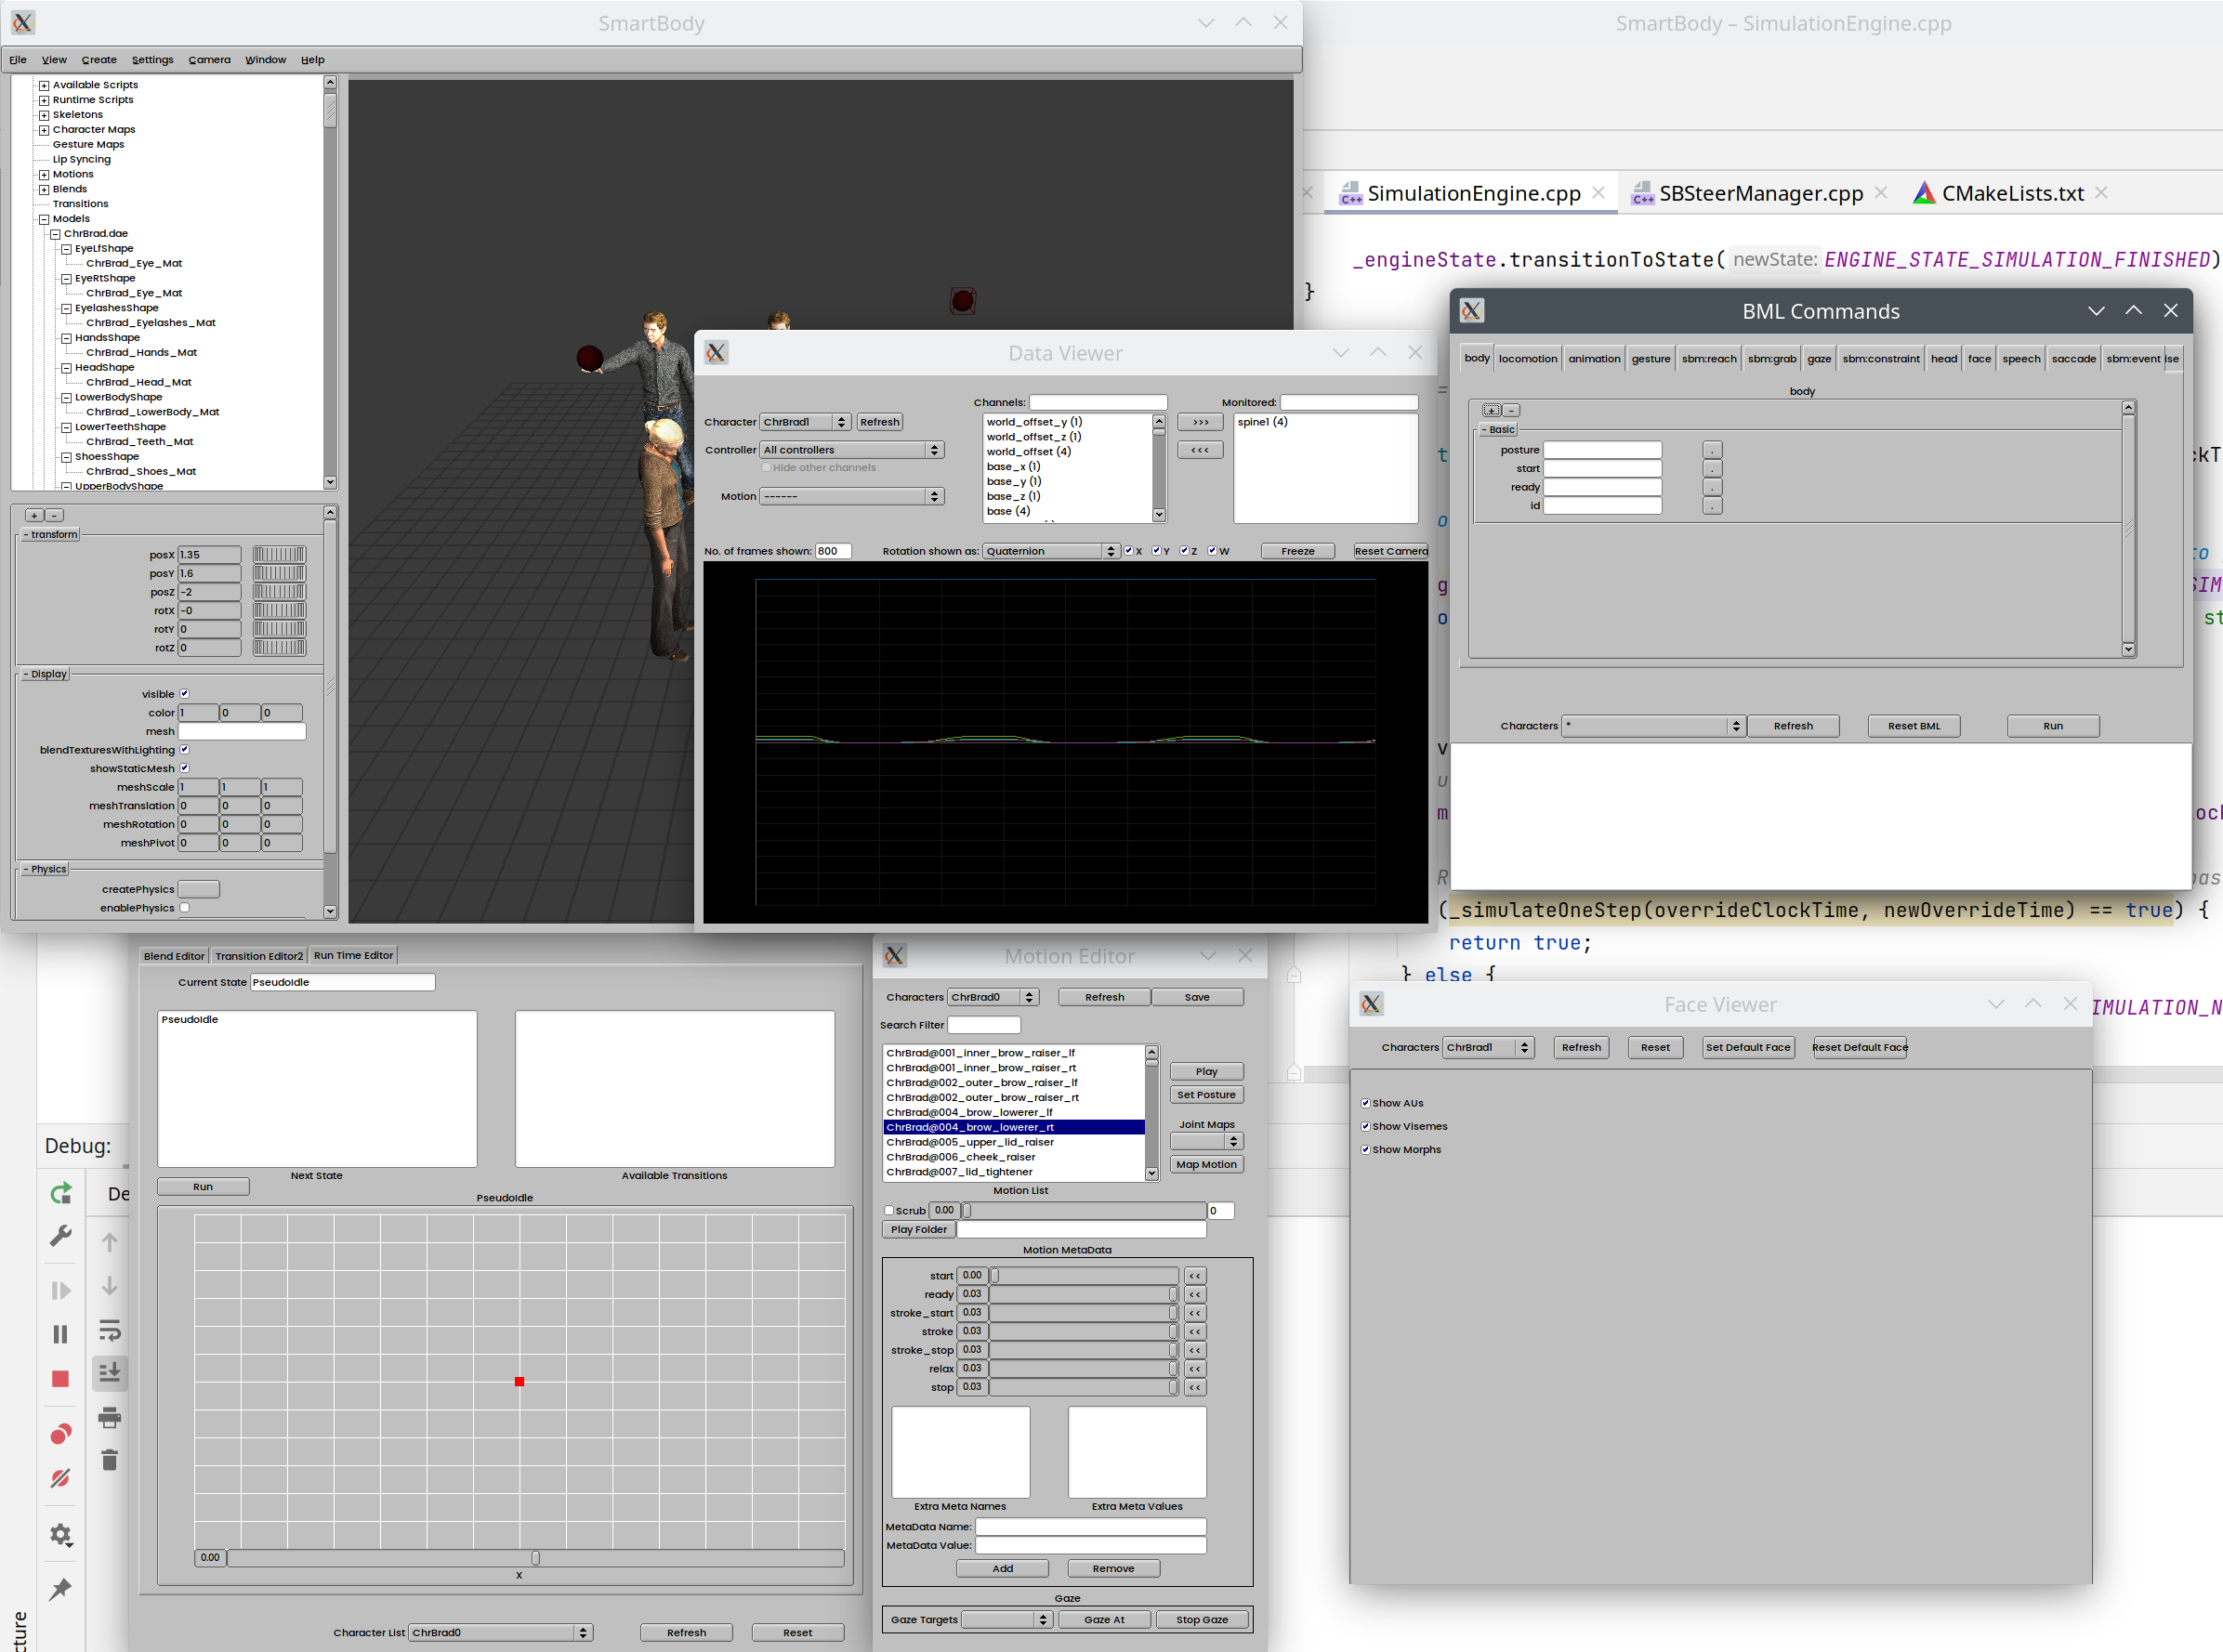 SmartBody
File View Create Settings Camera Window Help
Available Scripts
Runtime Scripts
Skeletons
Character Maps
Gesture Maps
Lip Syncing
Motions
Blends
Transitions
Models
ChrBrad.dae
EyeLfShape
ChrBrad_Eye_Mat
EyeRtShape
ChrBrad_Eye_Mat
EyelashesShape
ChrBrad_Eyelashes_Mat
HandsShape
ChrBrad_Hands_Mat
HeadShape
ChrBrad_Head_Mat
LowerBodyShape
ChrBrad_LowerBody_Mat
LowerTeethShape
ChrBrad_Teeth_Mat
ShoesShape
ChrBrad_Shoes_Mat
UpperBodyShape
+ -
- transform
posX 1.35
posY 1.6
posZ -2
rotX -0
rotY 0
rotZ 0
- Display
visible
color 1 0 0
mesh
blendTexturesWithLighting
showStaticMesh
meshScale 1 1 1
meshTranslation 0 0 0
meshRotation 0 0 0
meshPivot 0 0 0
- Physics
createPhysics
enablePhysics
SmartBody – SimulationEngine.cpp
SimulationEngine.cpp SBSteerManager.cpp CMakeLists.txt
_engineState.transitionToState( newState: ENGINE_STATE_SIMULATION_FINISHED)
}
Data Viewer
Channels: Monitored:
Character ChrBrad1 Refresh
Controller All controllers
Hide other channels
Motion ------
world_offset_y (1)
world_offset_z (1)
world_offset (4)
base_x (1)
base_y (1)
base_z (1)
base (4)
>>>
<<<
spine1 (4)
No. of frames shown: 800 Rotation shown as: Quaternion X Y Z W Freeze Reset Camera
BML Commands
body locomotion animation gesture sbm:reach sbm:grab gaze sbm:constraint head face speech saccade sbm:event ise
body
+ -
- Basic
posture .
start .
ready .
id .
Characters * Refresh Reset BML Run
(_simulateOneStep(overrideClockTime, newOverrideTime) == true) {
return true;
} else {
IMULATION_N
Debug:
De
cture
Blend Editor Transition Editor2 Run Time Editor
Current State PseudoIdle
PseudoIdle
Next State Available Transitions
Run
PseudoIdle
0.00
X
Character List ChrBrad0 Refresh Reset
Motion Editor
Characters ChrBrad0 Refresh Save
Search Filter
ChrBrad@001_inner_brow_raiser_lf
ChrBrad@001_inner_brow_raiser_rt
ChrBrad@002_outer_brow_raiser_lf
ChrBrad@002_outer_brow_raiser_rt
ChrBrad@004_brow_lowerer_lf
ChrBrad@004_brow_lowerer_rt
ChrBrad@005_upper_lid_raiser
ChrBrad@006_cheek_raiser
ChrBrad@007_lid_tightener
Play
Set Posture
Joint Maps
Map Motion
Motion List
Scrub 0.00 0
Play Folder
Motion MetaData
start 0.00 <<
ready 0.03 <<
stroke_start 0.03 <<
stroke 0.03 <<
stroke_stop 0.03 <<
relax 0.03 <<
stop 0.03 <<
Extra Meta Names Extra Meta Values
MetaData Name:
MetaData Value:
Add Remove
Gaze
Gaze Targets Gaze At Stop Gaze
Face Viewer
Characters ChrBrad1 Refresh Reset Set Default Face Reset Default Face
Show AUs
Show Visemes
Show Morphs